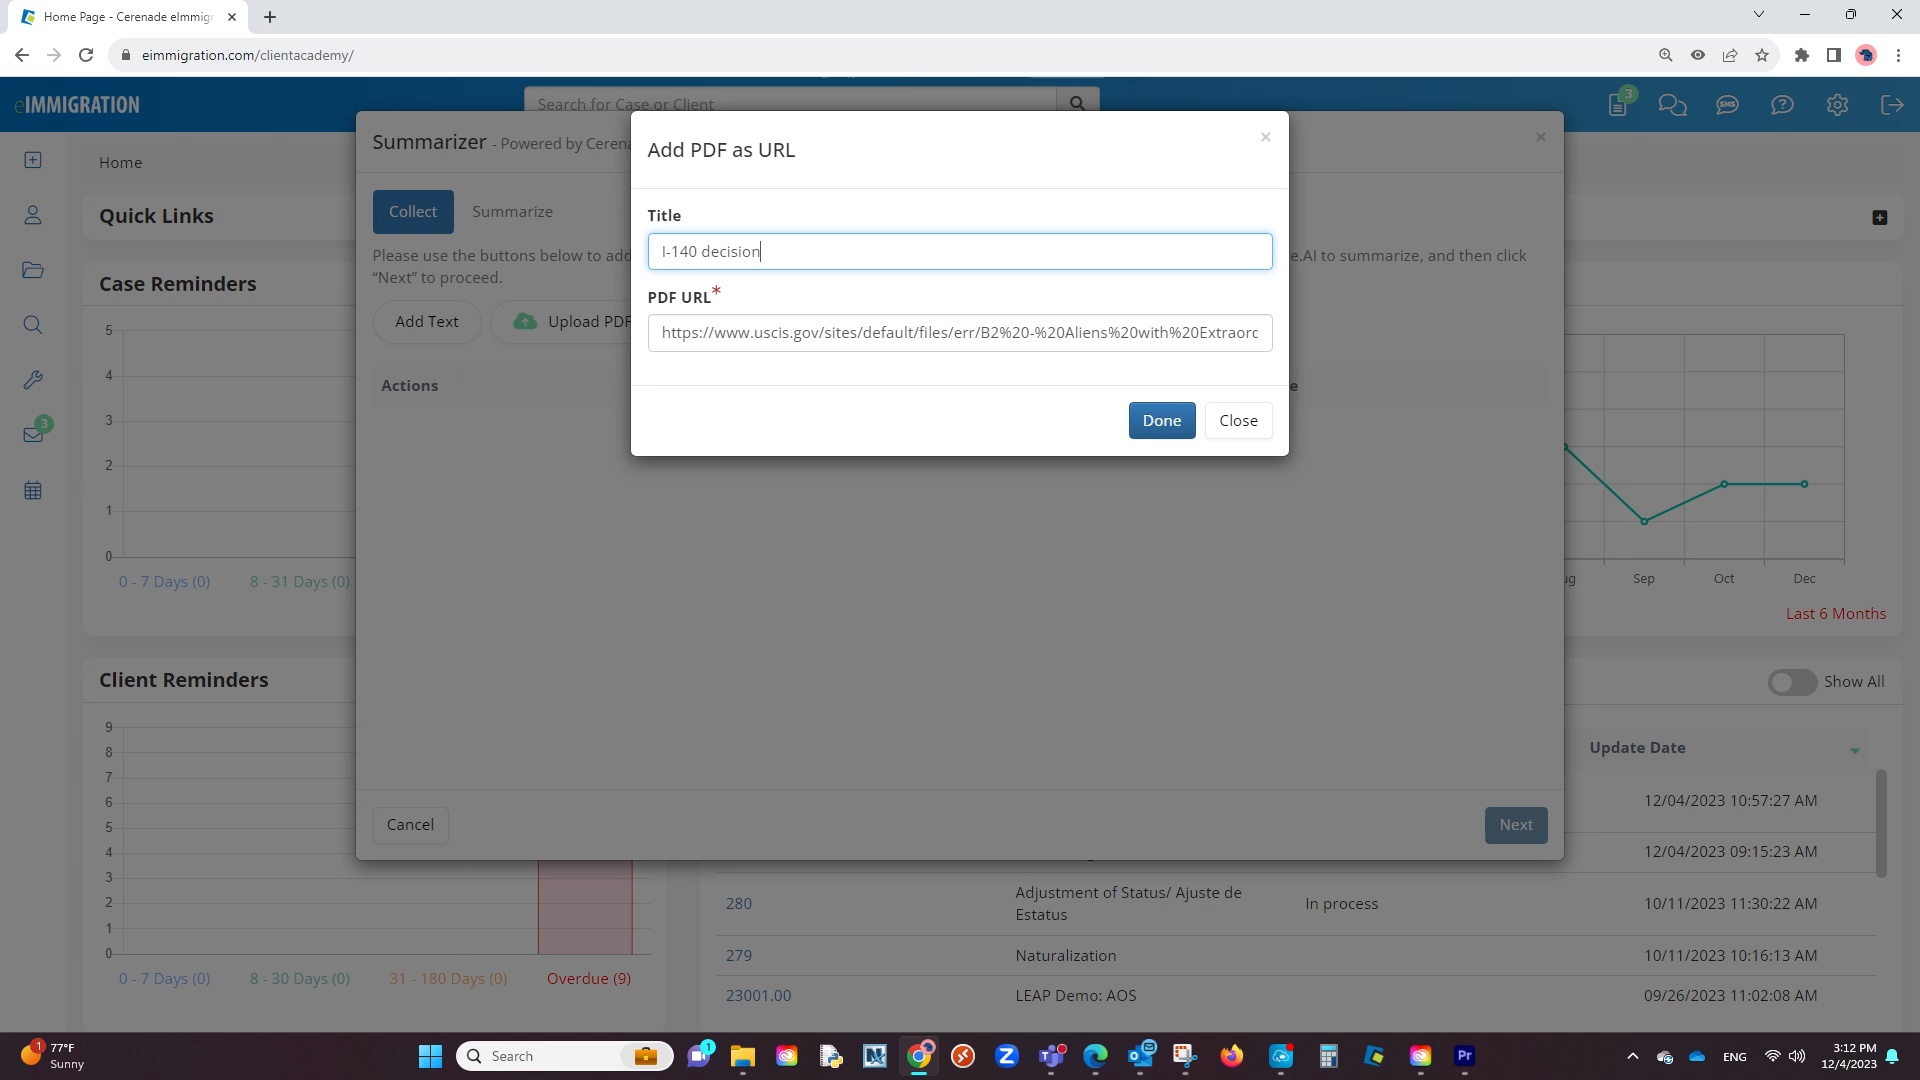 Home Page - Cerenade eImmigr
eimmigration.com/clientacademy/
eIMMIGRATION
Search for Case or Client
3
SMS
Home
Quick Links
Case Reminders
5
4
3
2
1
0
0 - 7 Days (0)
8 - 31 Days (0)
3
Summarizer - Powered by Cerena
Collect
Summarize
Please use the buttons below to add
e.AI to summarize, and then click
“Next” to proceed.
Add Text
Upload PDF
Actions
Cancel
Next
Add PDF as URL
Title
I-140 decision
PDF URL*
https://www.uscis.gov/sites/default/files/err/B2%20-%20Aliens%20with%20Extraorc
Done
Close
Sep
Oct
Dec
Last 6 Months
Client Reminders
9
8
7
6
5
4
3
2
1
0
0 - 7 Days (0)
8 - 30 Days (0)
31 - 180 Days (0)
Overdue (9)
Show All
Update Date
12/04/2023 10:57:27 AM
12/04/2023 09:15:23 AM
280
Adjustment of Status/ Ajuste de
Estatus
In process
10/11/2023 11:30:22 AM
279
Naturalization
10/11/2023 10:16:13 AM
23001.00
LEAP Demo: AOS
09/26/2023 11:02:08 AM
1
77°F
Sunny
Search
1
Pr
ENG
3:12 PM
12/4/2023